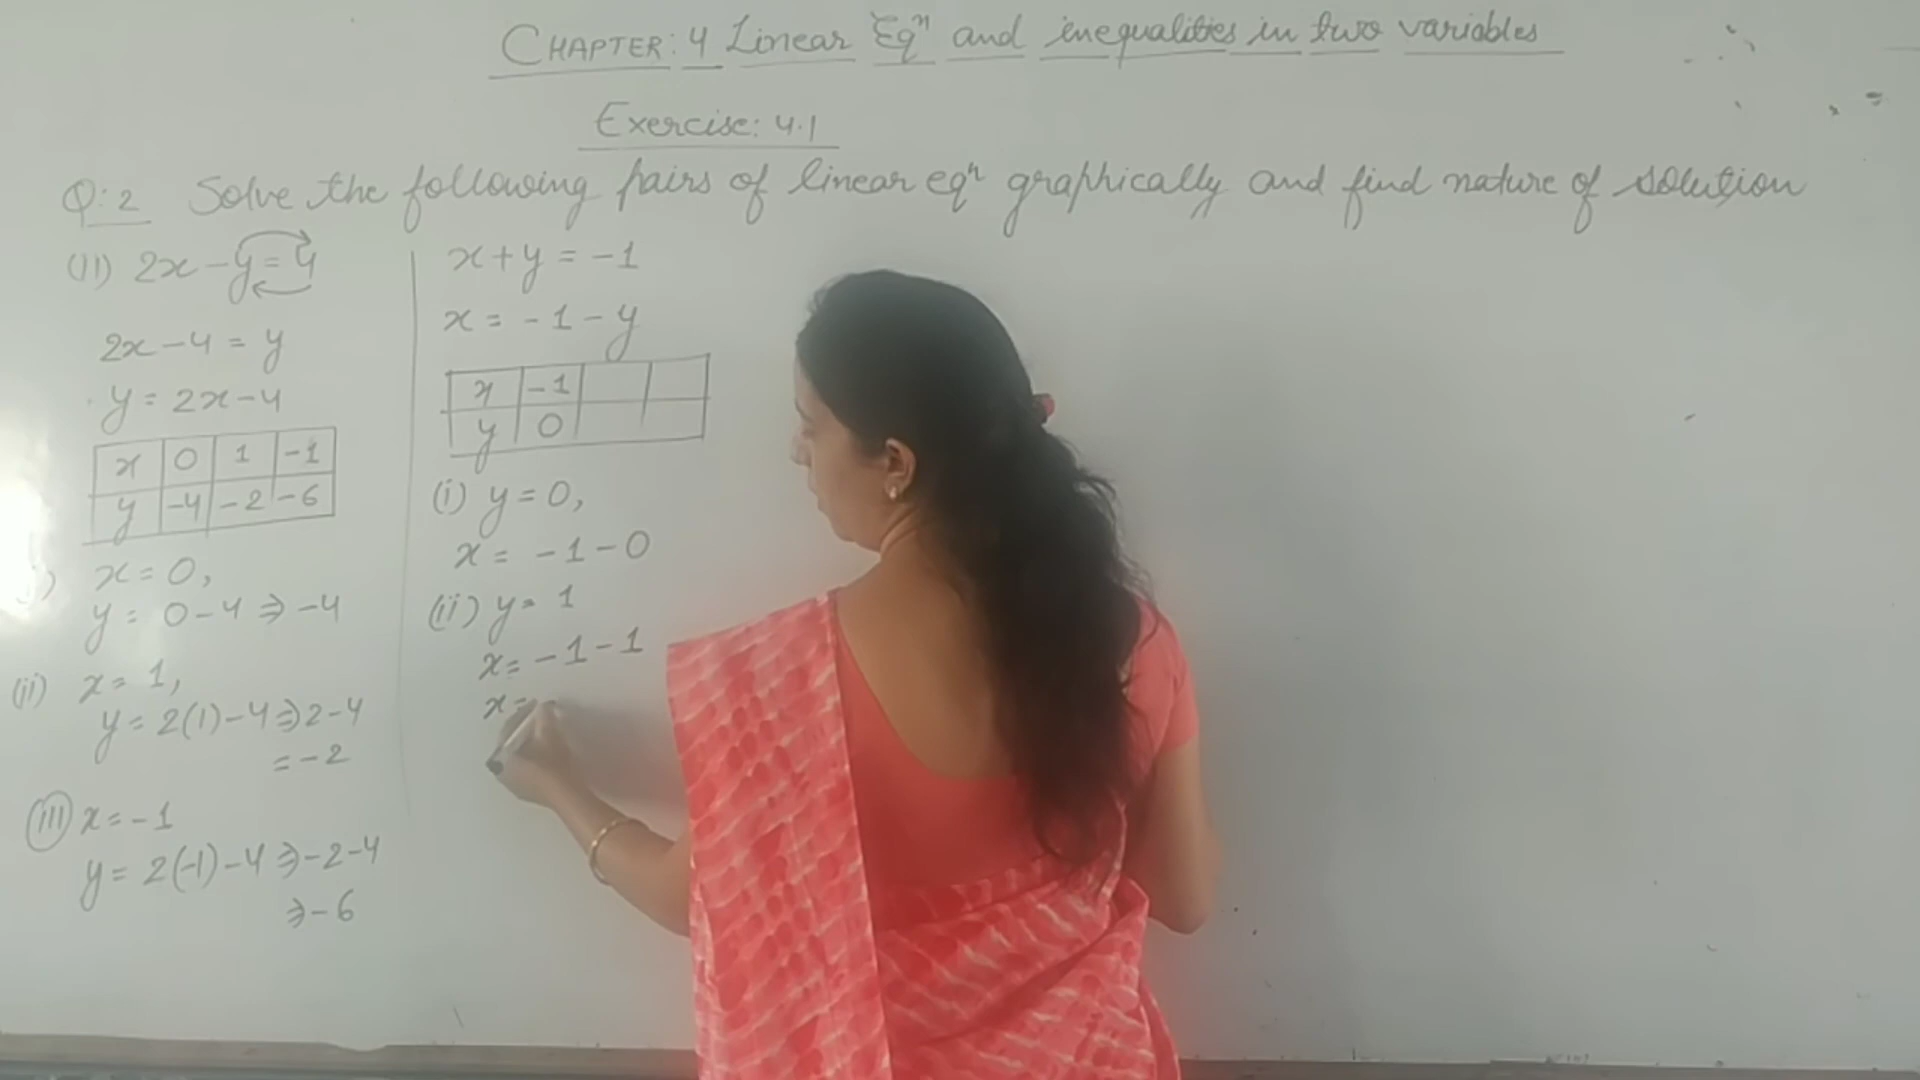 CHAPTER: 4 Linear Eqⁿ and inequalities in two variables
Exercise: 4.1
Q:2 Solve the following pairs of linear eqⁿ graphically and find nature of solution
(II) 2x - y = 4
2x - 4 = y
y = 2x - 4
x 0 1 -1
y -4 -2 -6
x = 0,
y = 0 - 4 ⇒ -4
(ii) x = 1,
y = 2(1) - 4 ⇒ 2 - 4
= -2
(III) x = -1
y = 2(-1) - 4 ⇒ -2 - 4
⇒ -6
x + y = -1
x = -1 - y
x -1
y 0
(i) y = 0,
x = -1 - 0
(ii) y = 1
x = -1 - 1
x =